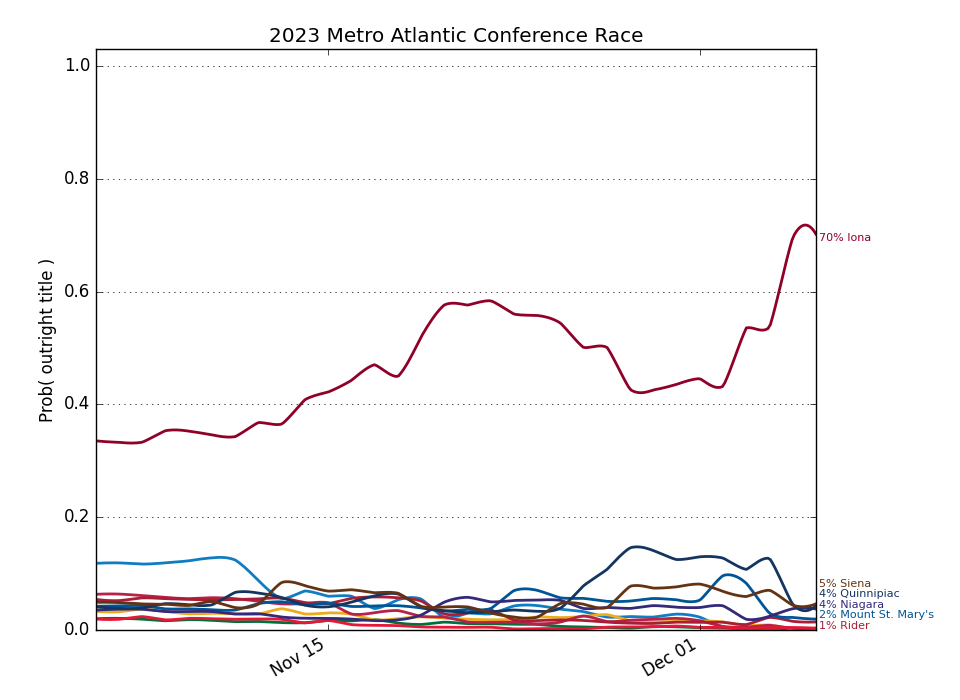 2023 Metro Atlantic Conference Race
Prob( outright title )
1.0
0.8
0.6
0.4
0.2
0.0
Nov 15
Dec 01
70% Iona
5% Siena
4% Quinnipiac
4% Niagara
2% Mount St. Mary's
1% Rider